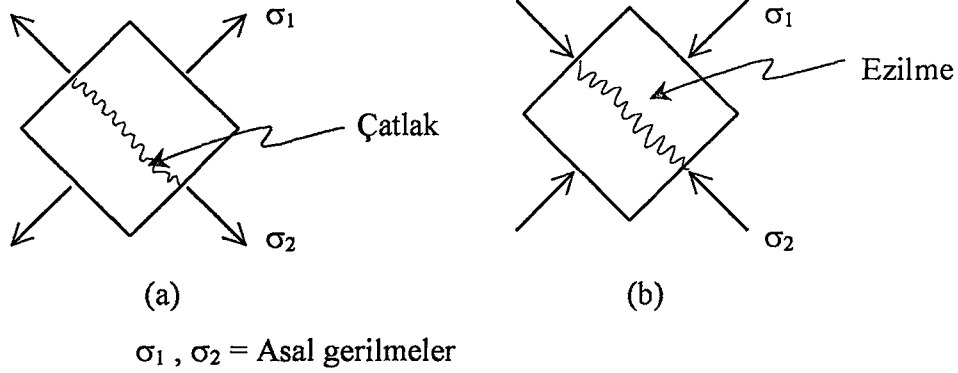 σ₁
σ₁
Ezilme
Çatlak
σ₂
σ₂
(a)
(b)
σ₁ , σ₂ = Asal gerilmeler